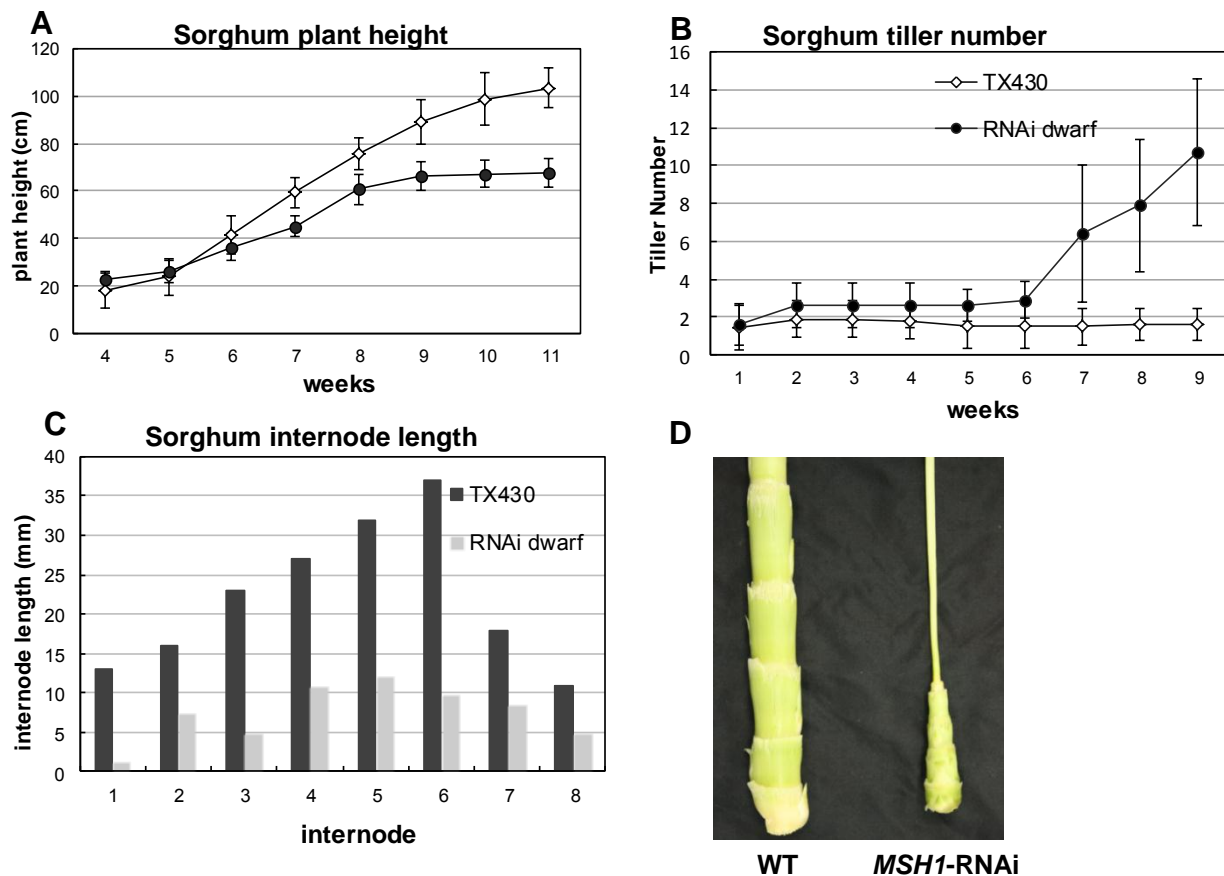 A
Sorghum plant height
120
100
80
60
40
20
0
plant height (cm)
4 5 6 7 8 9 10 11
weeks
B
Sorghum tiller number
16
14
12
10
8
6
4
2
0
Tiller Number
TX430
RNAi dwarf
1 2 3 4 5 6 7 8 9
weeks
C
Sorghum internode length
40
35
30
25
20
15
10
5
0
internode length (mm)
TX430
RNAi dwarf
1 2 3 4 5 6 7 8
internode
D
WT MSH1-RNAi